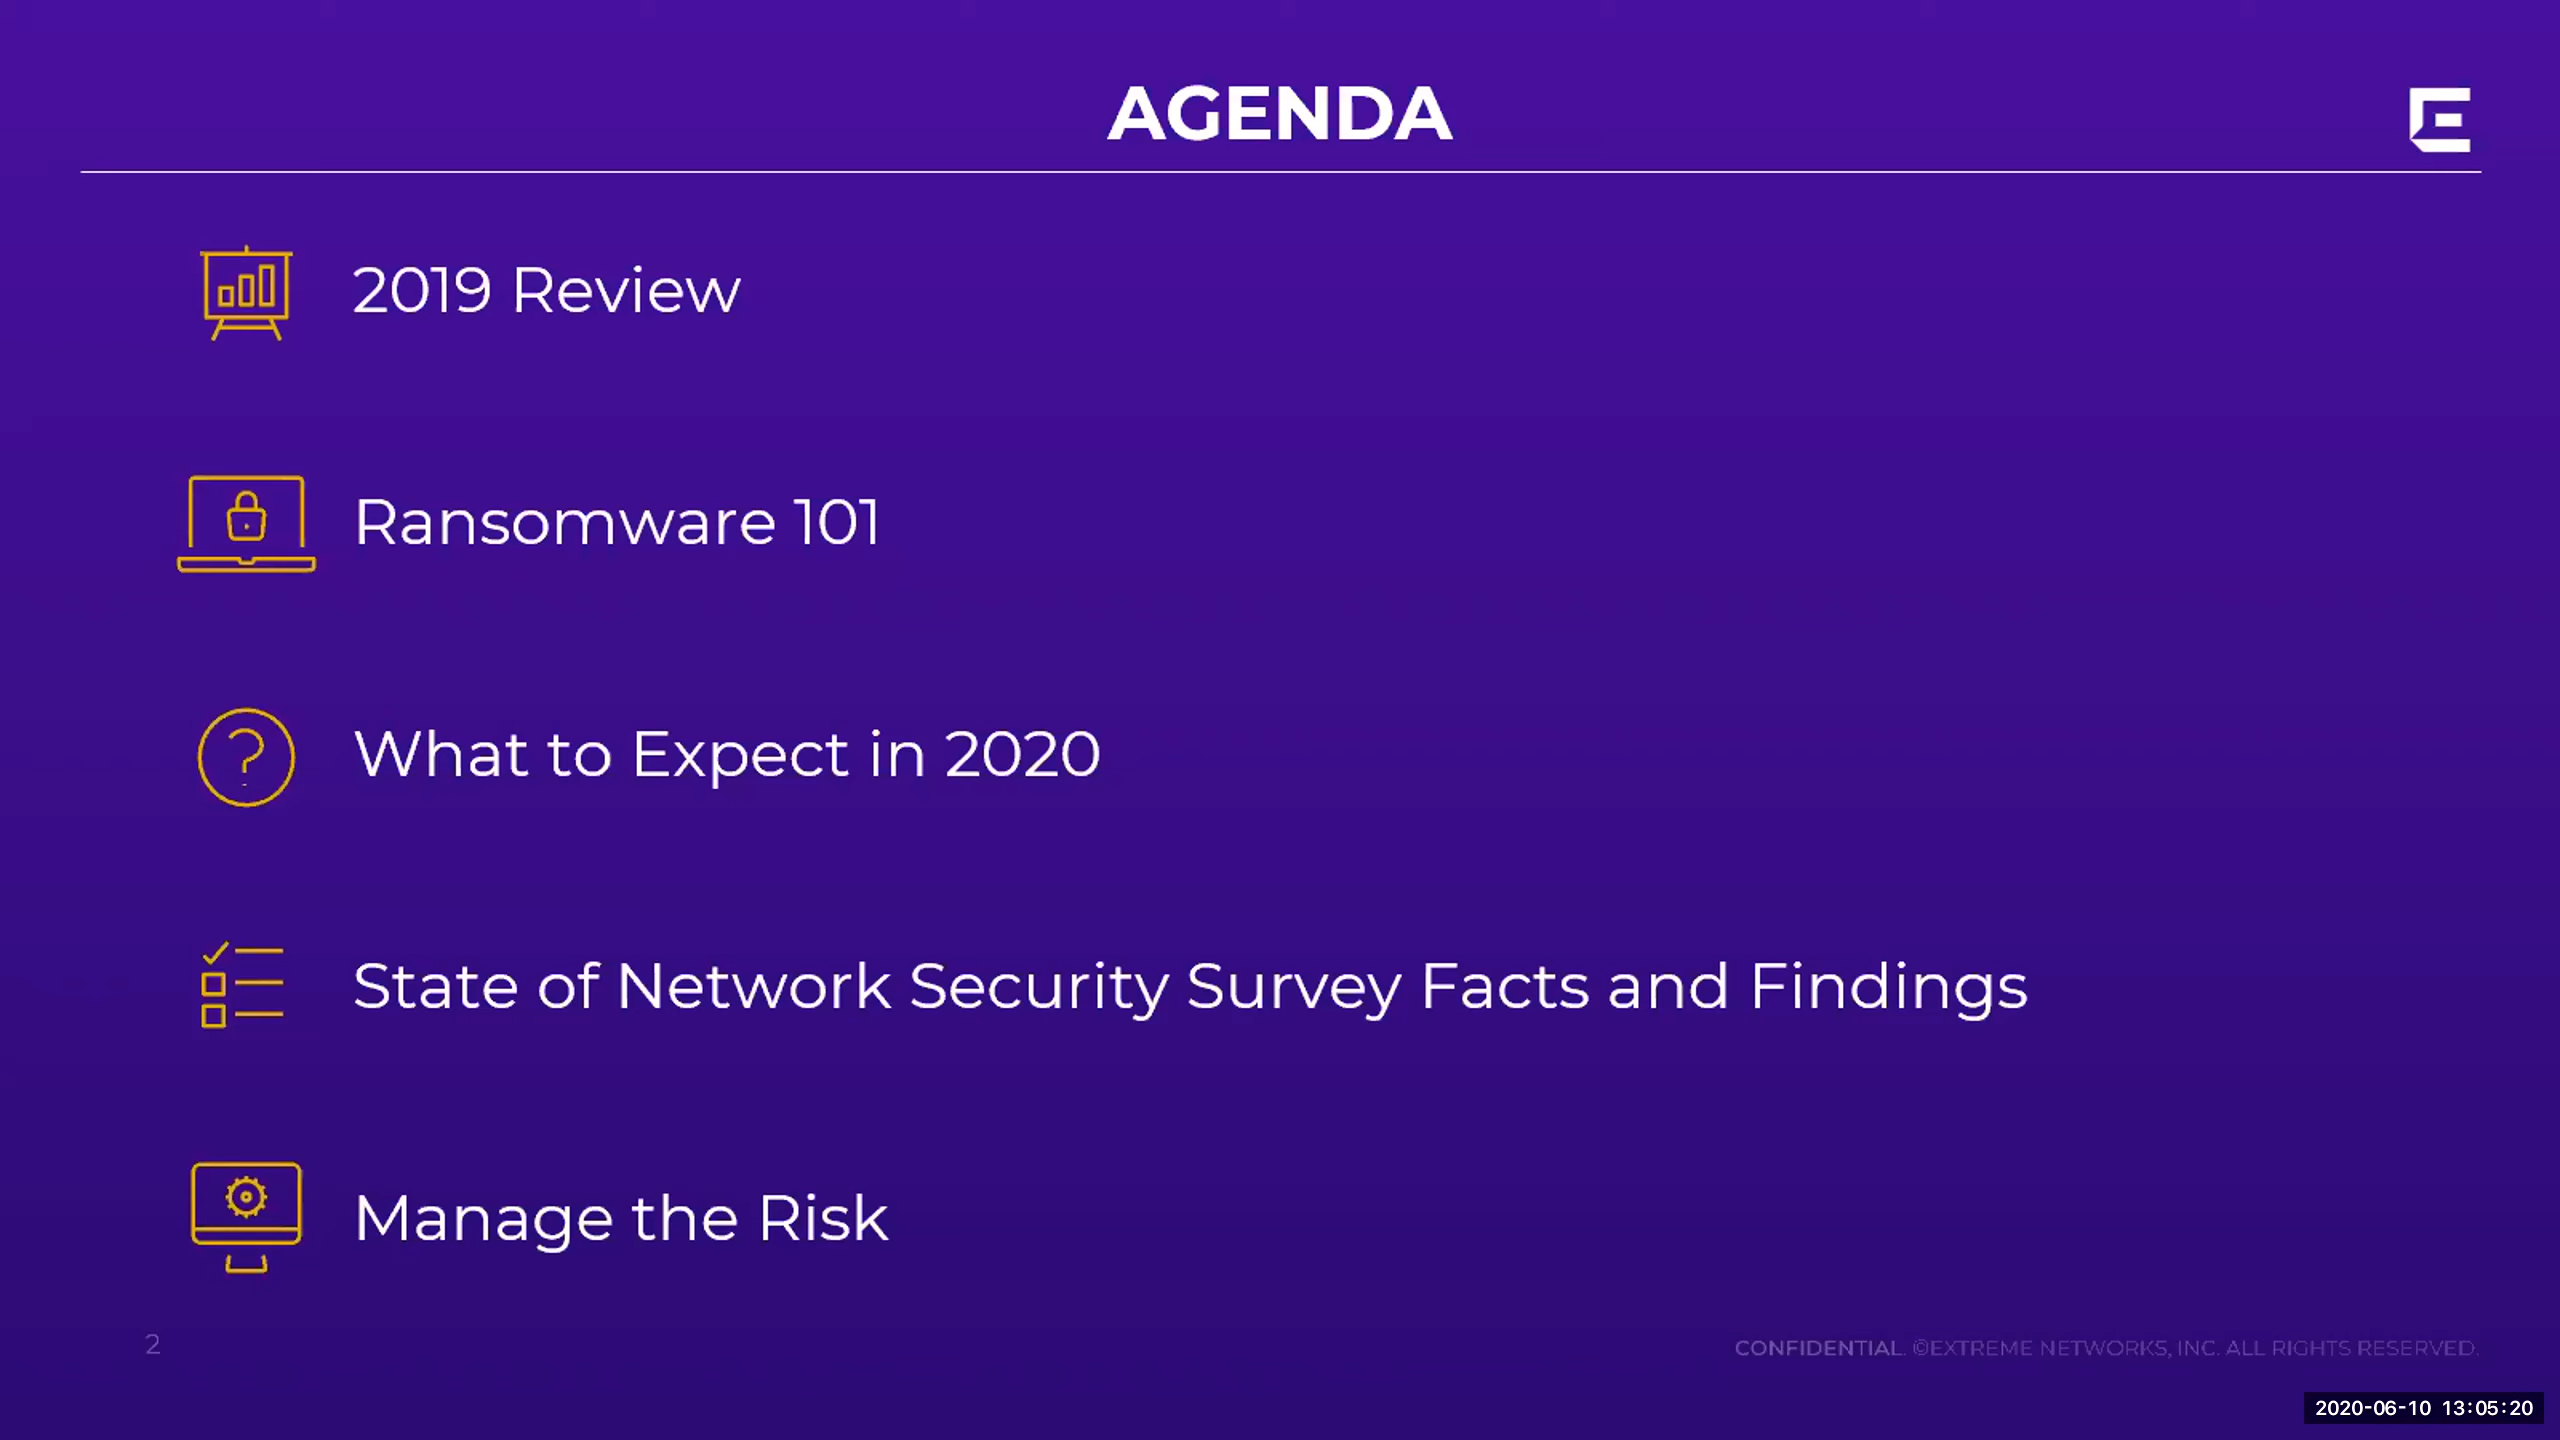 AGENDA
2019 Review
Ransomware 101
What to Expect in 2020
State of Network Security Survey Facts and Findings
Manage the Risk
2
CONFIDENTIAL. ©EXTREME NETWORKS, INC. ALL RIGHTS RESERVED.
2020-06-10 13:05:20